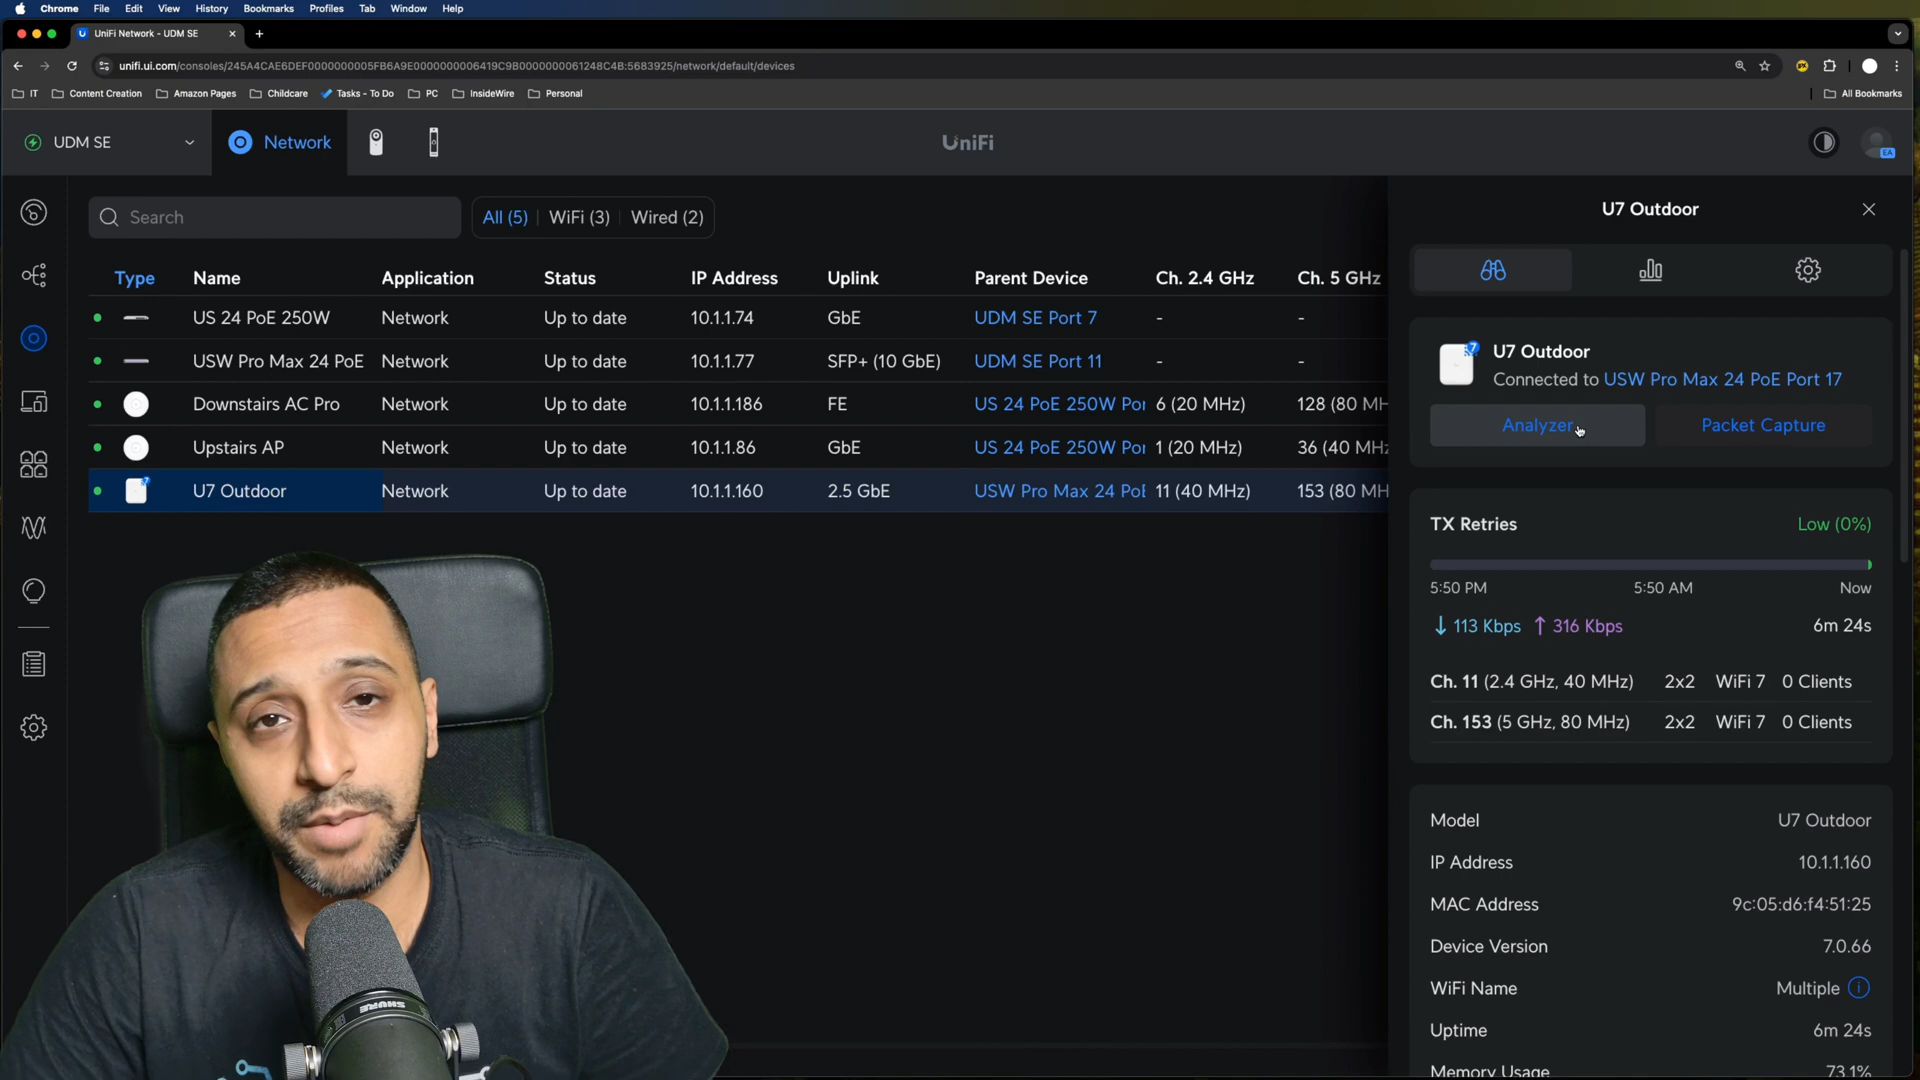 Chrome File Edit View History Bookmarks Profiles Tab Window Help
UniFi Network - UDM SE
unifi.ui.com/consoles/245A4CAE6DEF0000000005FB6A9E0000000006419C9B0000000061248C4B:5683925/network/default/devices
IT Content Creation Amazon Pages Childcare Tasks - To Do PC InsideWire Personal All Bookmarks
UDM SE Network UniFi EA
Search All (5) WiFi (3) Wired (2)
Type Name Application Status IP Address Uplink Parent Device Ch. 2.4 GHz Ch. 5 GHz
US 24 PoE 250W Network Up to date 10.1.1.74 GbE UDM SE Port 7 - -
USW Pro Max 24 PoE Network Up to date 10.1.1.77 SFP+ (10 GbE) UDM SE Port 11 - -
Downstairs AC Pro Network Up to date 10.1.1.186 FE US 24 PoE 250W Por 6 (20 MHz) 128 (80 MH
Upstairs AP Network Up to date 10.1.1.86 GbE US 24 PoE 250W Por 1 (20 MHz) 36 (40 MHz
7 U7 Outdoor Network Up to date 10.1.1.160 2.5 GbE USW Pro Max 24 PoE 11 (40 MHz) 153 (80 MH
U7 Outdoor
7 U7 Outdoor
Connected to USW Pro Max 24 PoE Port 17
Analyzer Packet Capture
TX Retries Low (0%)
5:50 PM 5:50 AM Now
↓ 113 Kbps ↑ 316 Kbps 6m 24s
Ch. 11 (2.4 GHz, 40 MHz) 2x2 WiFi 7 0 Clients
Ch. 153 (5 GHz, 80 MHz) 2x2 WiFi 7 0 Clients
Model U7 Outdoor
IP Address 10.1.1.160
MAC Address 9c:05:d6:f4:51:25
Device Version 7.0.66
WiFi Name Multiple
Uptime 6m 24s
Memory Usage 73.1%
SHURE